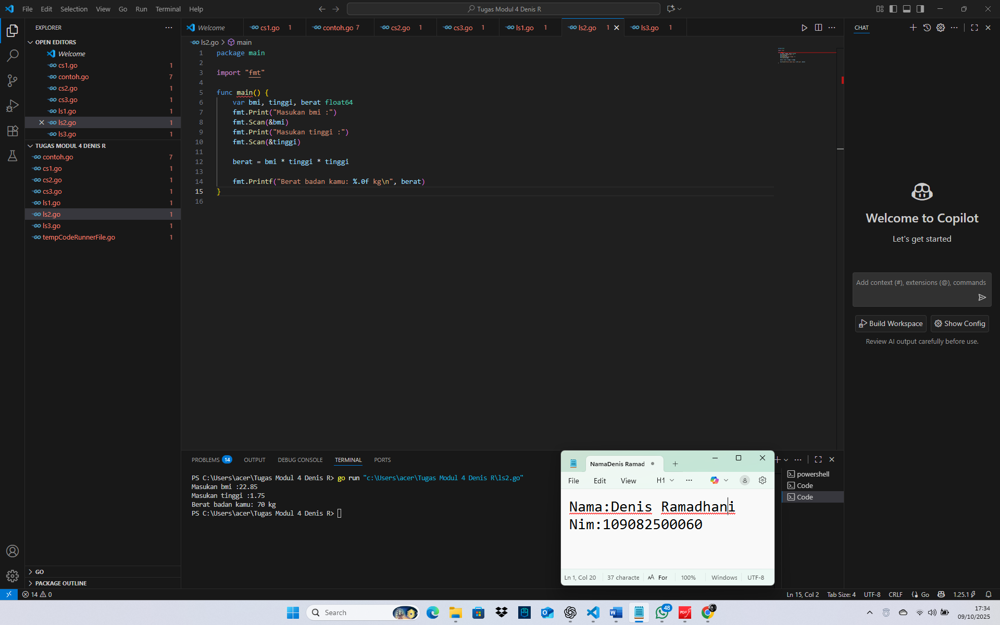 File Edit Selection View Go Run Terminal Help
Tugas Modul 4 Denis R
EXPLORER
OPEN EDITORS
Welcome
cs1.go 1
contoh.go 7
cs2.go 1
cs3.go 1
ls1.go 1
ls2.go 1
ls3.go 1
TUGAS MODUL 4 DENIS R
contoh.go 7
cs1.go 1
cs2.go 1
cs3.go 1
ls1.go 1
ls2.go 1
ls3.go 1
tempCodeRunnerFile.go 1
GO
PACKAGE OUTLINE
Welcome cs1.go 1 contoh.go 7 cs2.go 1 cs3.go 1 ls1.go 1 ls2.go 1 ls3.go 1
ls2.go > main
1 package main
2
3 import "fmt"
4
5 func main() {
6 var bmi, tinggi, berat float64
7 fmt.Print("Masukan bmi :")
8 fmt.Scan(&bmi)
9 fmt.Print("Masukan tinggi :")
10 fmt.Scan(&tinggi)
11
12 berat = bmi * tinggi * tinggi
13
14 fmt.Printf("Berat badan kamu: %.0f kg\n", berat)
15 }
16
PROBLEMS 14 OUTPUT DEBUG CONSOLE TERMINAL PORTS
PS C:\Users\acer\Tugas Modul 4 Denis R> go run "c:\Users\acer\Tugas Modul 4 Denis R\ls2.go"
Masukan bmi :22.85
Masukan tinggi :1.75
Berat badan kamu: 70 kg
PS C:\Users\acer\Tugas Modul 4 Denis R>
powershell
Code
Code
NamaDenis Ramad
File Edit View H1
Nama:Denis Ramadhani
Nim:109082500060
Ln 1, Col 20 37 characte For 100% Windows UTF-8
CHAT
Welcome to Copilot
Let's get started
Add context (#), extensions (@), commands
Build Workspace Show Config
Review AI output carefully before use.
14 0
Ln 15, Col 2 Tab Size: 4 UTF-8 CRLF Go 1.25.1
Search
PDF
48
17:34
09/10/2025